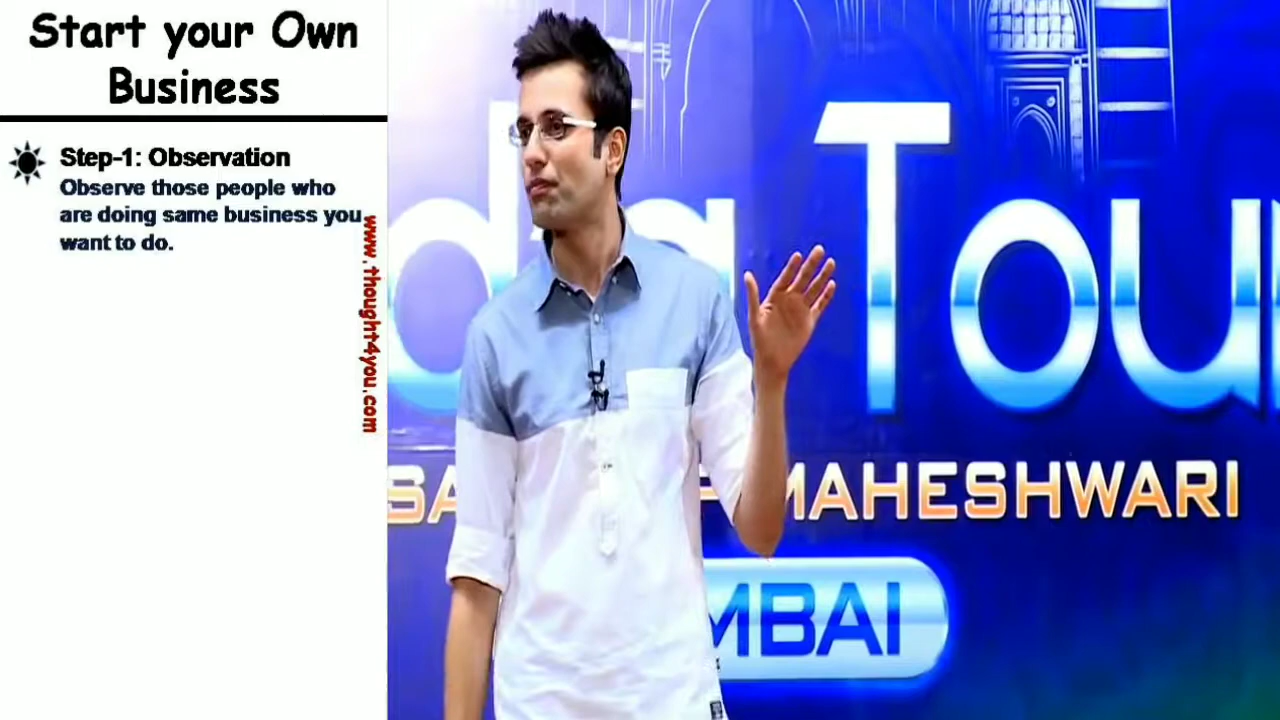 Start your Own
Business
Step-1: Observation
Observe those people who
are doing same business you
want to do.
www.thought4you.com
Tou
MAHESHWARI
MBAI